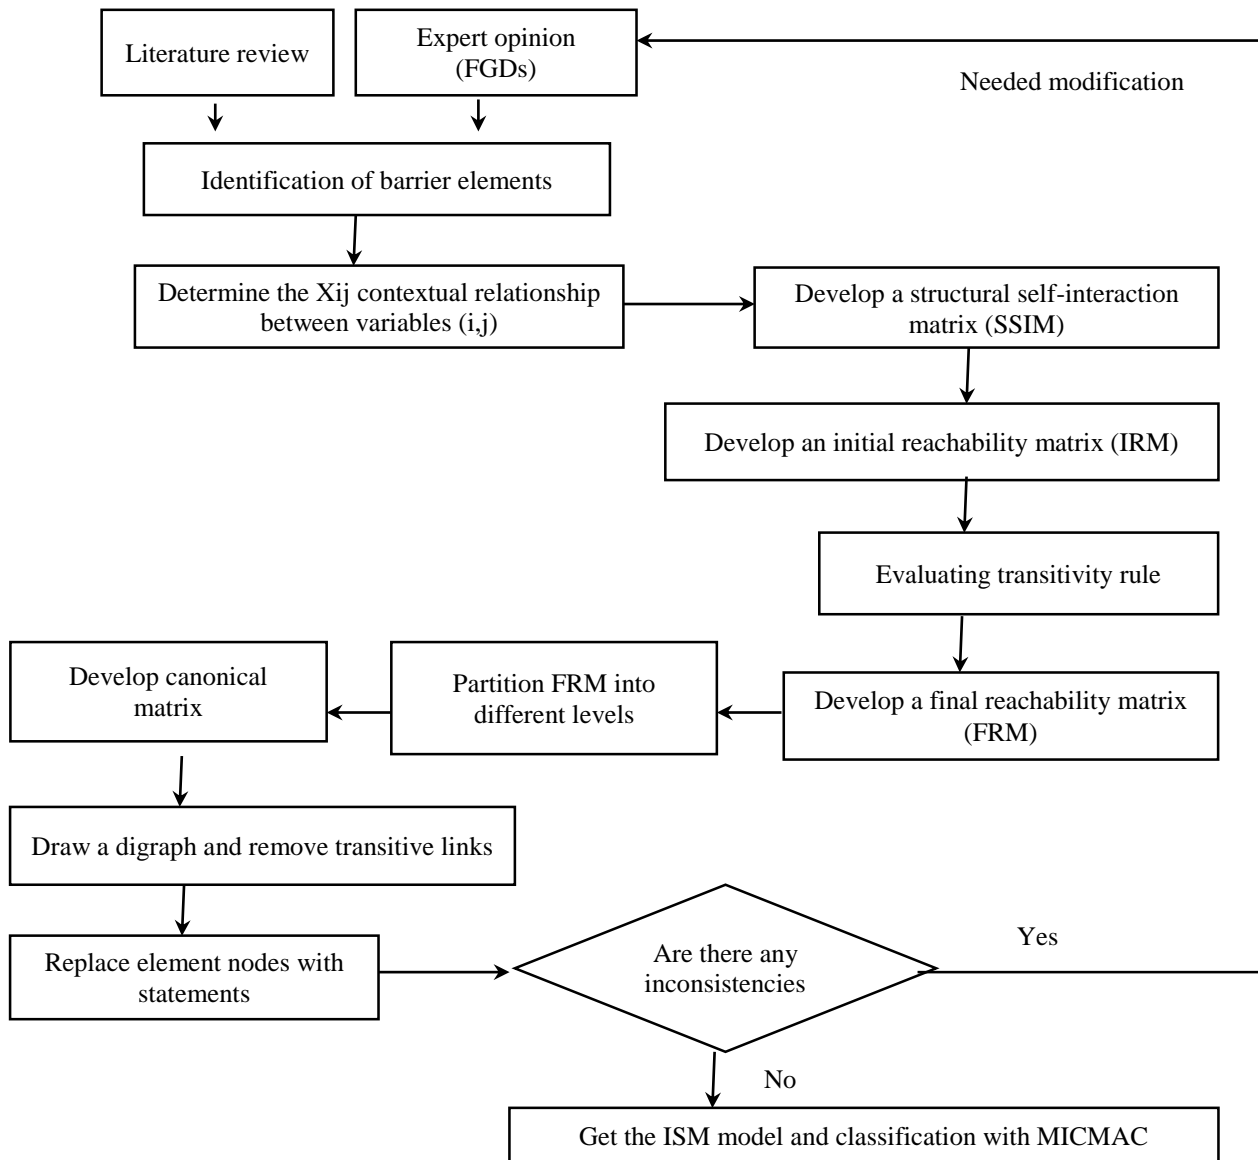 Literature review
Expert opinion
(FGDs)
Needed modification
Identification of barrier elements
Determine the Xij contextual relationship
between variables (i,j)
Develop a structural self-interaction
matrix (SSIM)
Develop an initial reachability matrix (IRM)
Evaluating transitivity rule
Develop canonical
matrix
Partition FRM into
different levels
Develop a final reachability matrix
(FRM)
Draw a digraph and remove transitive links
Replace element nodes with
statements
Are there any
inconsistencies
Yes
No
Get the ISM model and classification with MICMAC